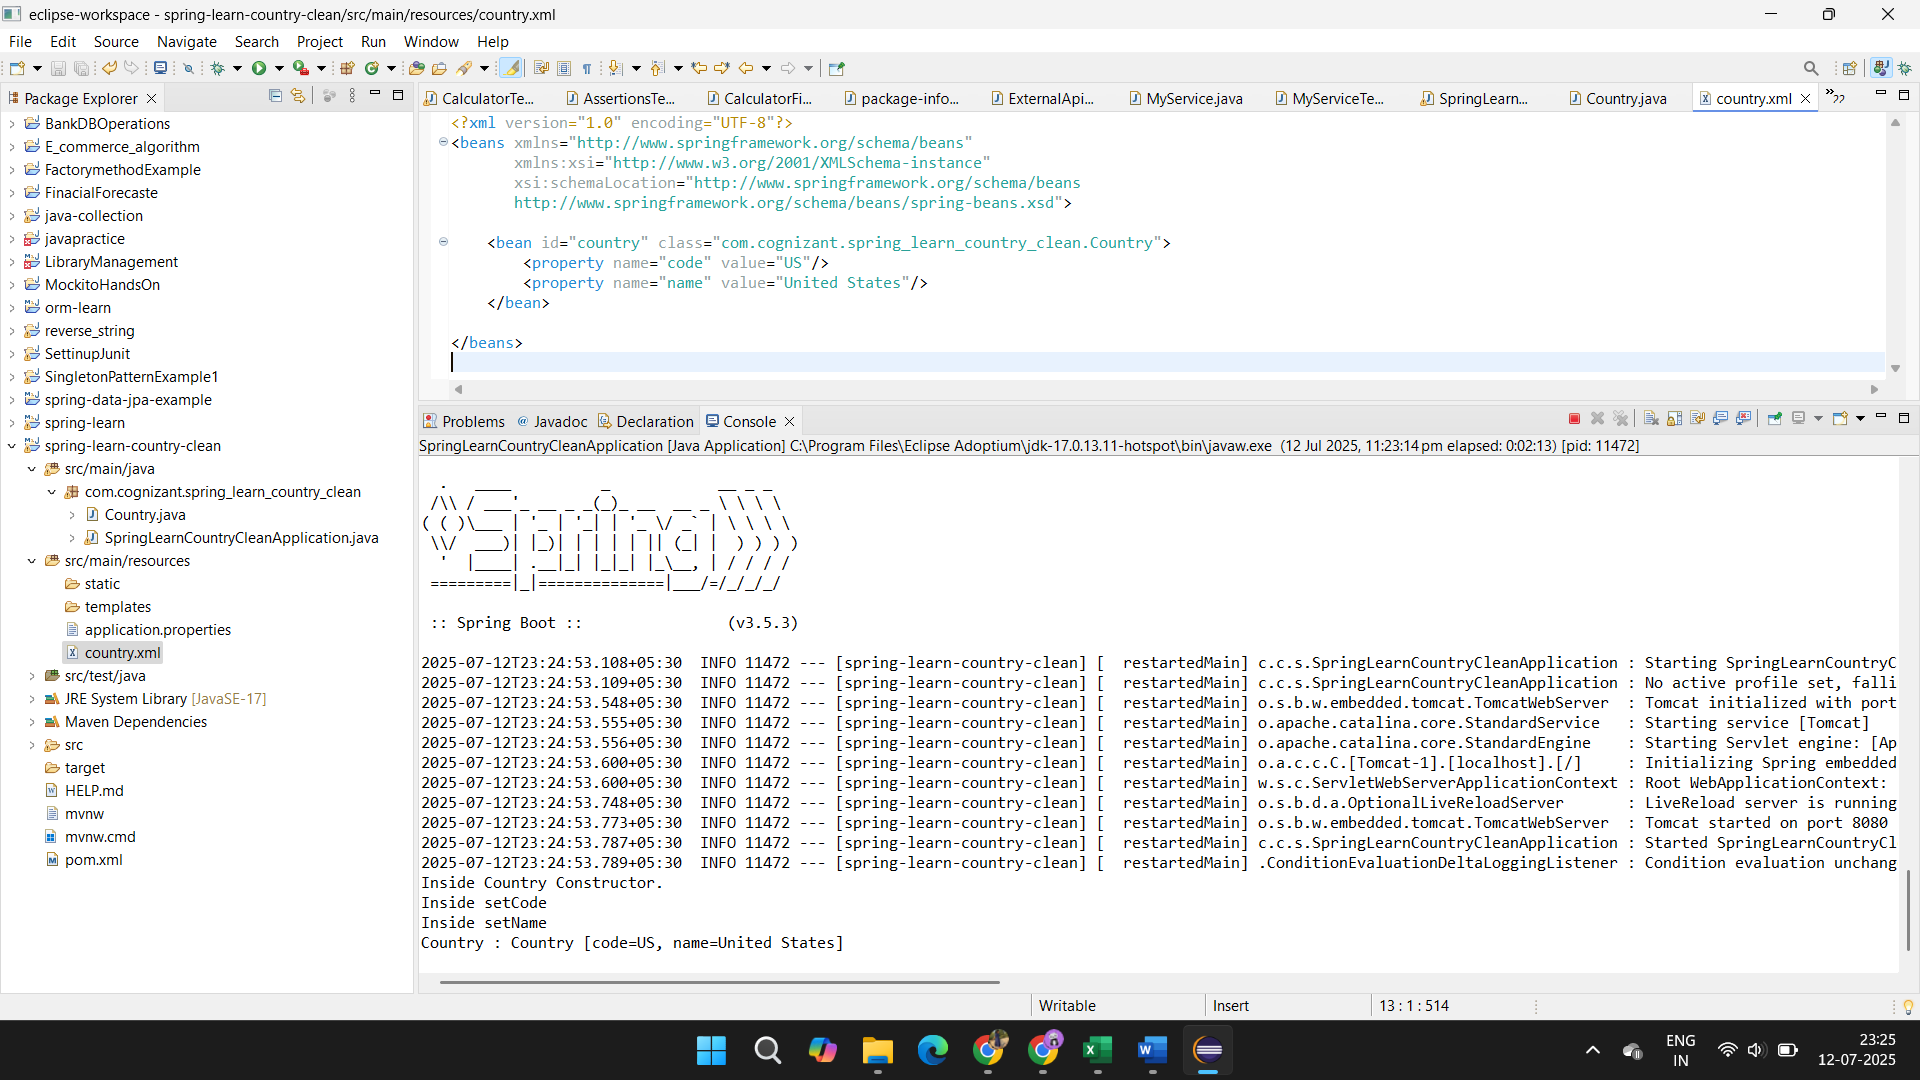 eclipse-workspace - spring-learn-country-clean/src/main/resources/country.xml
File Edit Source Navigate Search Project Run Window Help
Package Explorer
BankDBOperations
E_commerce_algorithm
FactorymethodExample
FinacialForecaste
java-collection
javapractice
LibraryManagement
MockitoHandsOn
orm-learn
reverse_string
SettinupJunit
SingletonPatternExample1
spring-data-jpa-example
spring-learn
spring-learn-country-clean
src/main/java
com.cognizant.spring_learn_country_clean
Country.java
SpringLearnCountryCleanApplication.java
src/main/resources
static
templates
application.properties
country.xml
src/test/java
JRE System Library [JavaSE-17]
Maven Dependencies
src
target
HELP.md
mvnw
mvnw.cmd
pom.xml
CalculatorTe... AssertionsTe... CalculatorFi... package-info... ExternalApi... MyService.java MyServiceTe... SpringLearn... Country.java country.xml »22
<?xml version="1.0" encoding="UTF-8"?>
<beans xmlns="http://www.springframework.org/schema/beans"
xmlns:xsi="http://www.w3.org/2001/XMLSchema-instance"
xsi:schemaLocation="http://www.springframework.org/schema/beans
http://www.springframework.org/schema/beans/spring-beans.xsd">
<bean id="country" class="com.cognizant.spring_learn_country_clean.Country">
<property name="code" value="US"/>
<property name="name" value="United States"/>
</bean>
</beans>
Problems @ Javadoc Declaration Console
SpringLearnCountryCleanApplication [Java Application] C:\Program Files\Eclipse Adoptium\jdk-17.0.13.11-hotspot\bin\javaw.exe (12 Jul 2025, 11:23:14 pm elapsed: 0:02:13) [pid: 11472]
Spring
:: Spring Boot :: (v3.5.3)
2025-07-12T23:24:53.108+05:30 INFO 11472 --- [spring-learn-country-clean] [ restartedMain] c.c.s.SpringLearnCountryCleanApplication : Starting SpringLearnCountryC
2025-07-12T23:24:53.109+05:30 INFO 11472 --- [spring-learn-country-clean] [ restartedMain] c.c.s.SpringLearnCountryCleanApplication : No active profile set, falli
2025-07-12T23:24:53.548+05:30 INFO 11472 --- [spring-learn-country-clean] [ restartedMain] o.s.b.w.embedded.tomcat.TomcatWebServer : Tomcat initialized with port
2025-07-12T23:24:53.555+05:30 INFO 11472 --- [spring-learn-country-clean] [ restartedMain] o.apache.catalina.core.StandardService : Starting service [Tomcat]
2025-07-12T23:24:53.556+05:30 INFO 11472 --- [spring-learn-country-clean] [ restartedMain] o.apache.catalina.core.StandardEngine : Starting Servlet engine: [Ap
2025-07-12T23:24:53.600+05:30 INFO 11472 --- [spring-learn-country-clean] [ restartedMain] o.a.c.c.C.[Tomcat-1].[localhost].[/] : Initializing Spring embedded
2025-07-12T23:24:53.600+05:30 INFO 11472 --- [spring-learn-country-clean] [ restartedMain] w.s.c.ServletWebServerApplicationContext : Root WebApplicationContext:
2025-07-12T23:24:53.748+05:30 INFO 11472 --- [spring-learn-country-clean] [ restartedMain] o.s.b.d.a.OptionalLiveReloadServer : LiveReload server is running
2025-07-12T23:24:53.773+05:30 INFO 11472 --- [spring-learn-country-clean] [ restartedMain] o.s.b.w.embedded.tomcat.TomcatWebServer : Tomcat started on port 8080
2025-07-12T23:24:53.787+05:30 INFO 11472 --- [spring-learn-country-clean] [ restartedMain] c.c.s.SpringLearnCountryCleanApplication : Started SpringLearnCountryCl
2025-07-12T23:24:53.789+05:30 INFO 11472 --- [spring-learn-country-clean] [ restartedMain] .ConditionEvaluationDeltaLoggingListener : Condition evaluation unchang
Inside Country Constructor.
Inside setCode
Inside setName
Country : Country [code=US, name=United States]
Writable Insert 13 : 1 : 514
ENG
IN
23:25
12-07-2025